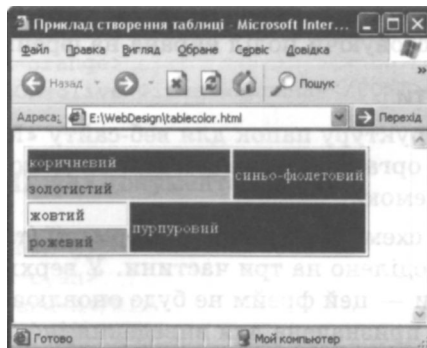 Приклад створення таблиці - Microsoft Inter...
Файл Правка Вигляд Обране Сервіс Довідка
Назад Пошук »
Адреса: E:\WebDesign\tablecolor.html Перехід
коричневий
синьо-фіолетовий
золотистий
жовтий
пурпуровий
рожевий
Готово Мой компьютер